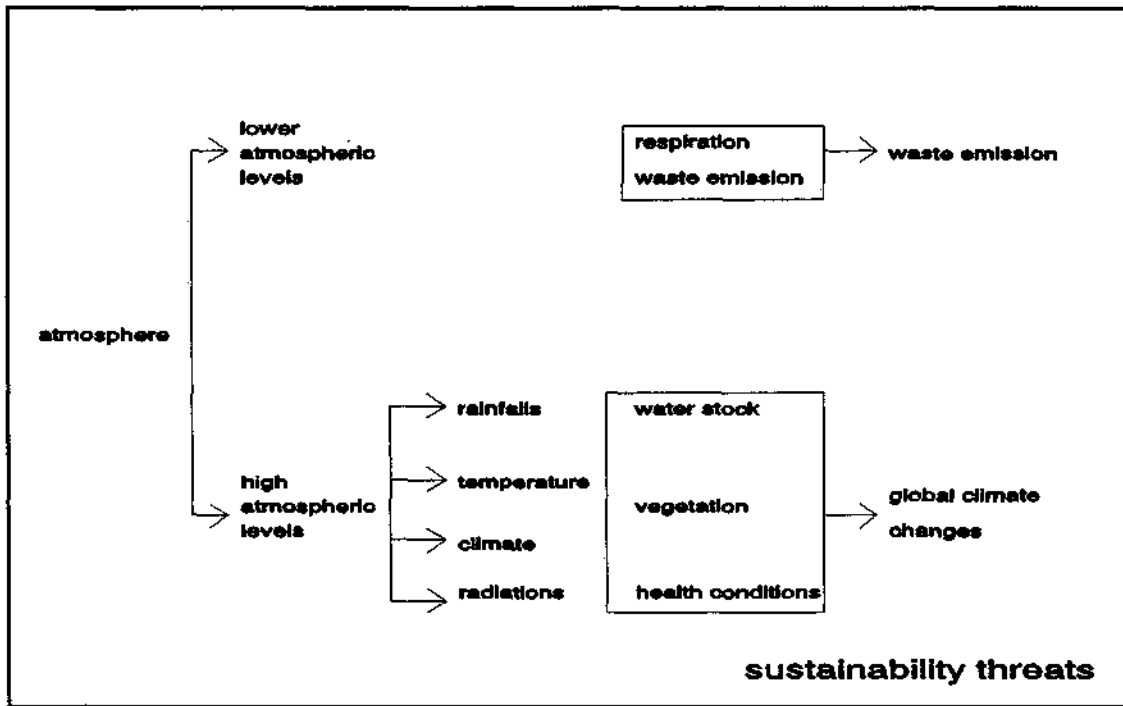 lower
atmospheric
levels
respiration
waste emission
waste emission
atmosphere
high
atmospheric
levels
rainfalls
temperature
climate
radiations
water stock
vegetation
health conditions
global climate
changes
sustainability threats